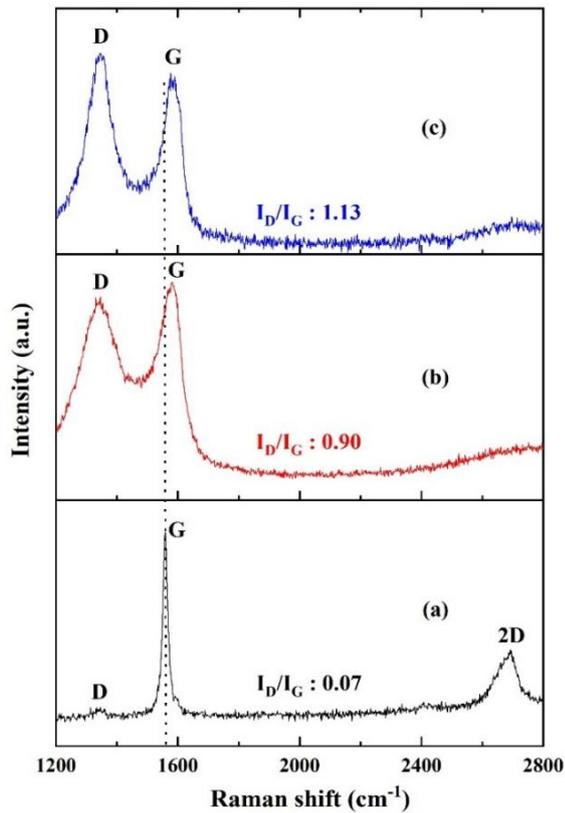 D
G
(c)
I_D/I_G : 1.13
D
G
(b)
I_D/I_G : 0.90
G
(a)
2D
D
I_D/I_G : 0.07
1200 1600 2000 2400 2800
Raman shift (cm⁻¹)
Intensity (a.u.)